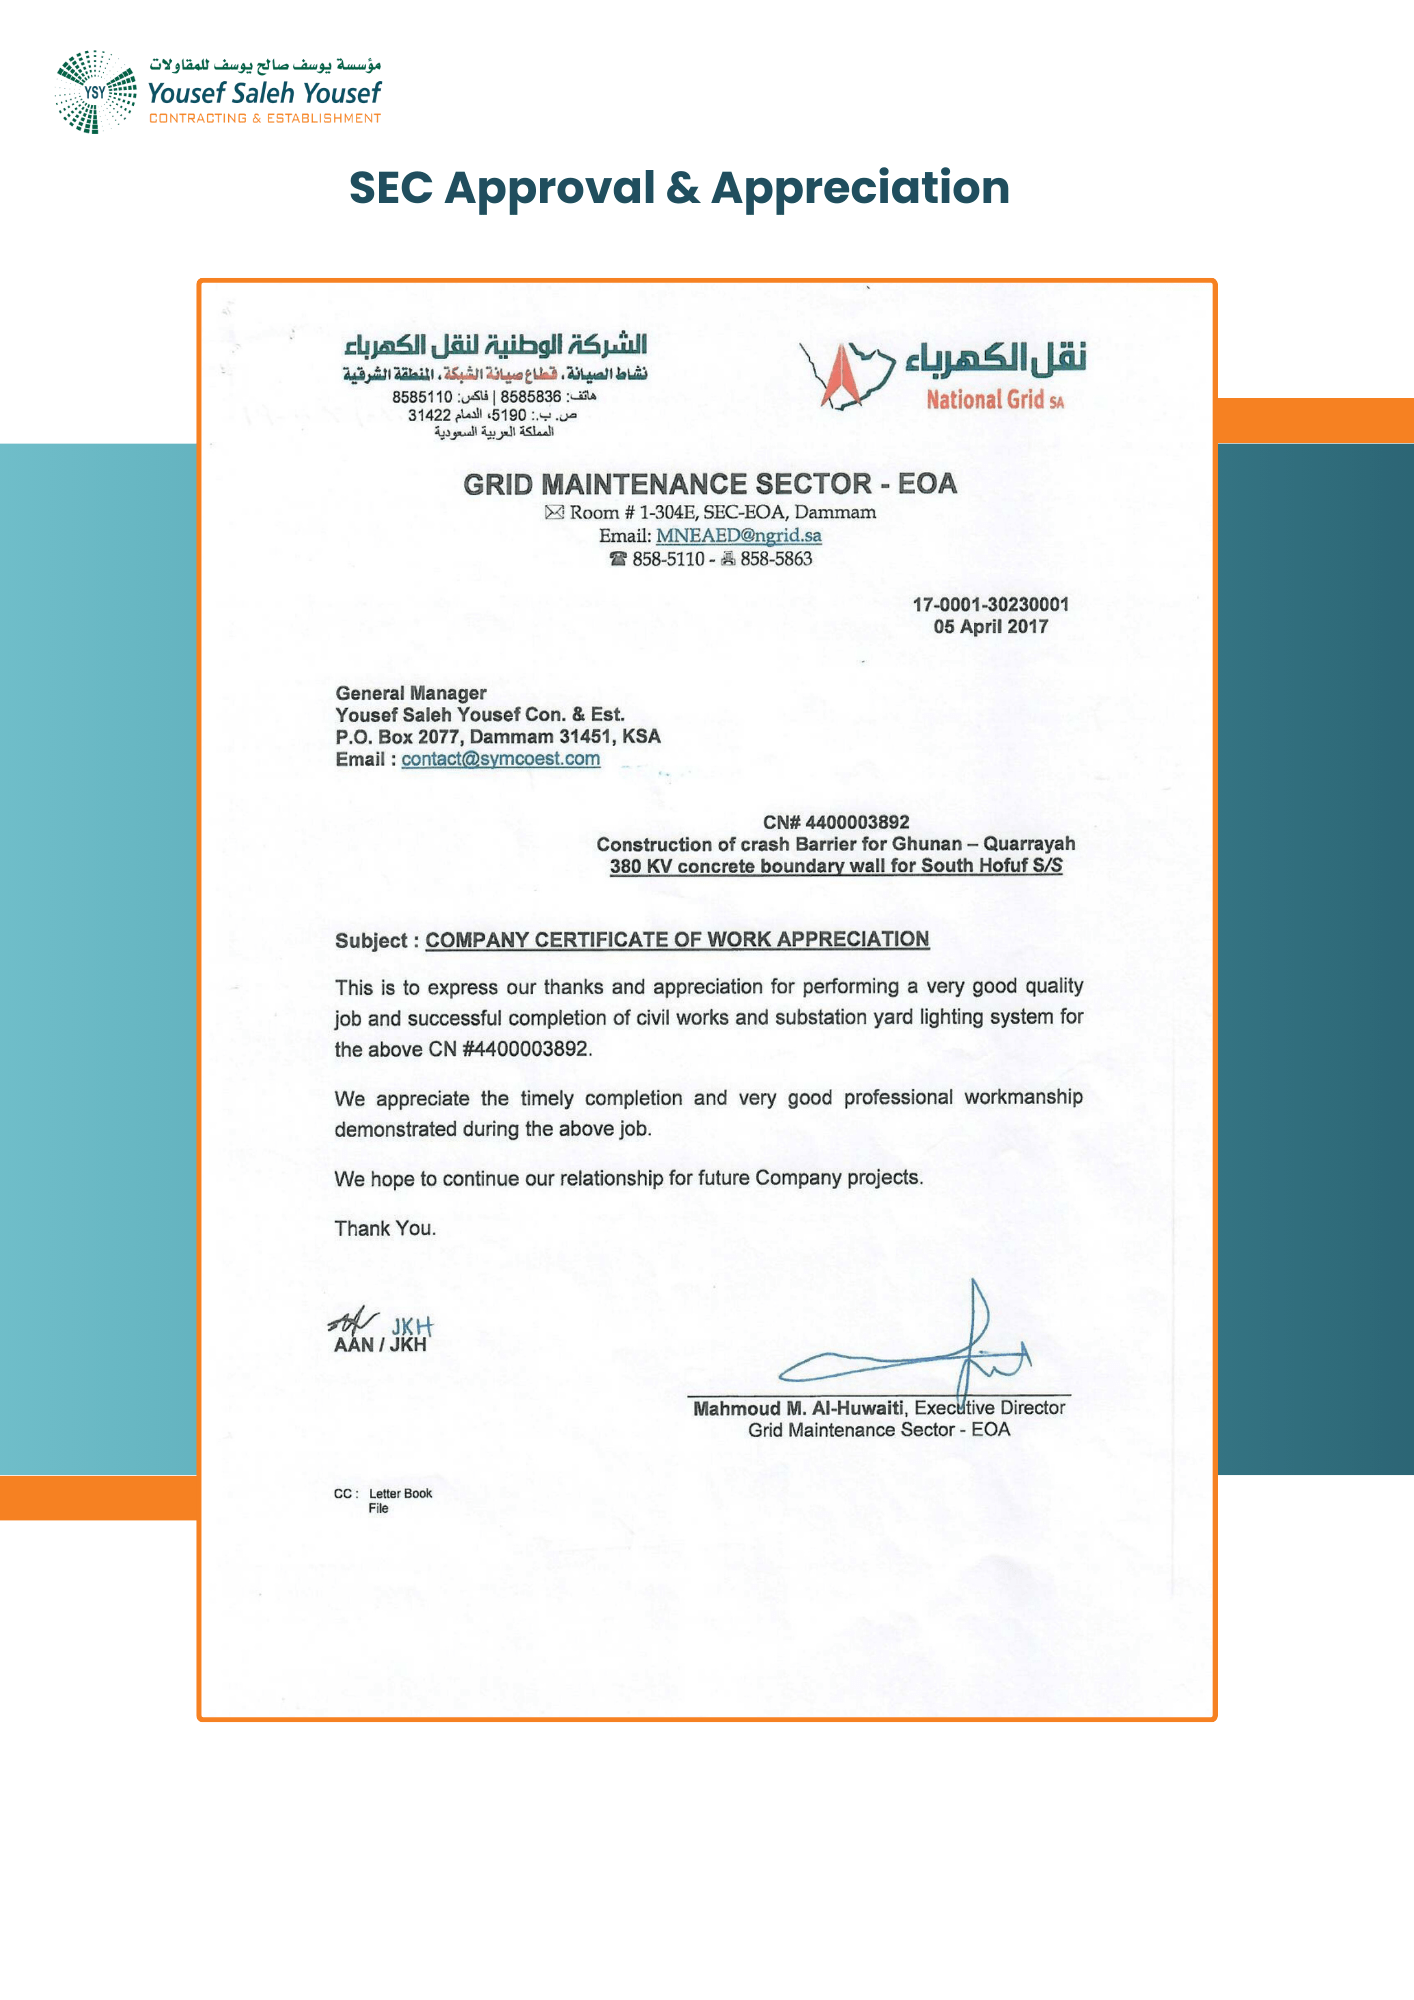 مؤسسة يوسف صالح يوسف للمقاولات
YSY
Yousef Saleh Yousef
CONTRACTING & ESTABLISHMENT
SEC Approval & Appreciation
الشركة الوطنية لنقل الكهرباء
نشاط الصيانة، قطاع صيانة الشبكة، المنطقة الشرقية
هاتف: 8585836 | فاكس: 8585110
ص. ب.: 5190، الدمام 31422
المملكة العربية السعودية
نقل الكهرباء
National Grid SA
GRID MAINTENANCE SECTOR - EOA
Room # 1-304E, SEC-EOA, Dammam
Email: MNEAED@ngrid.sa
858-5110 - 858-5863
17-0001-30230001
05 April 2017
General Manager
Yousef Saleh Yousef Con. & Est.
P.O. Box 2077, Dammam 31451, KSA
Email : contact@symcoest.com
CN# 4400003892
Construction of crash Barrier for Ghunan – Quarrayah
380 KV concrete boundary wall for South Hofuf S/S
Subject : COMPANY CERTIFICATE OF WORK APPRECIATION
This is to express our thanks and appreciation for performing a very good quality
job and successful completion of civil works and substation yard lighting system for
the above CN #4400003892.
We appreciate the timely completion and very good professional workmanship
demonstrated during the above job.
We hope to continue our relationship for future Company projects.
Thank You.
JKH
AAN / JKH
Mahmoud M. Al-Huwaiti, Executive Director
Grid Maintenance Sector - EOA
CC : Letter Book
File